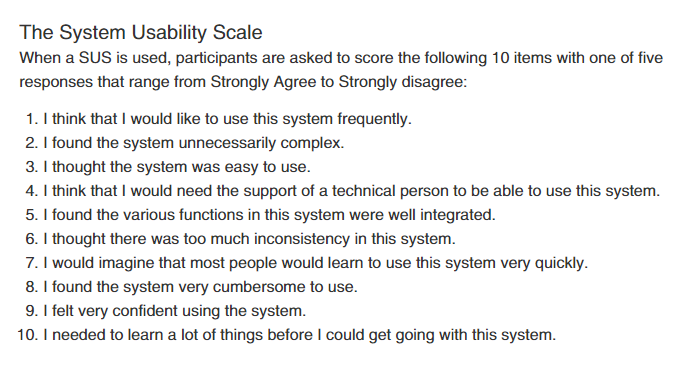 The System Usability Scale
When a SUS is used, participants are asked to score the following 10 items with one of five
responses that range from Strongly Agree to Strongly disagree:
1. I think that I would like to use this system frequently.
2. I found the system unnecessarily complex.
3. I thought the system was easy to use.
4. I think that I would need the support of a technical person to be able to use this system.
5. I found the various functions in this system were well integrated.
6. I thought there was too much inconsistency in this system.
7. I would imagine that most people would learn to use this system very quickly.
8. I found the system very cumbersome to use.
9. I felt very confident using the system.
10. I needed to learn a lot of things before I could get going with this system.